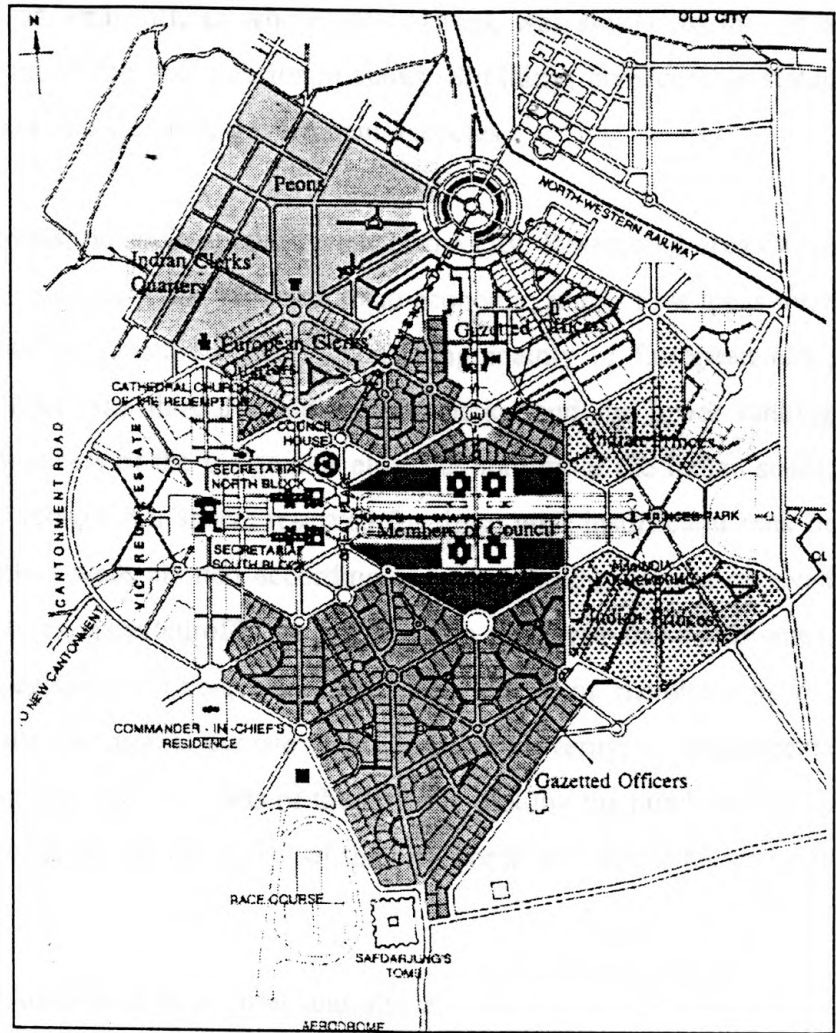 N
OLD CITY
NORTH-WESTERN RAILWAY
Peons
Indian Clerks'
Quarters
Gazetted Officers
European Clerks'
Quarters
CATHEDRAL CHURCH
OF THE REDEMPTION
COUNCIL
HOUSE
Indian Princes
SECRETARIAT
NORTH BLOCK
CANTONMENT ROAD
VICEREGAL ESTATE
PRINCES PARK
Members of Council
SECRETARIAT
SOUTH BLOCK
Indian Princes
O NEW CANTONMENT
COMMANDER-IN-CHIEF'S
RESIDENCE
Gazetted Officers
RACE COURSE
SAFDARJUNG'S
TOMB
AERODROME